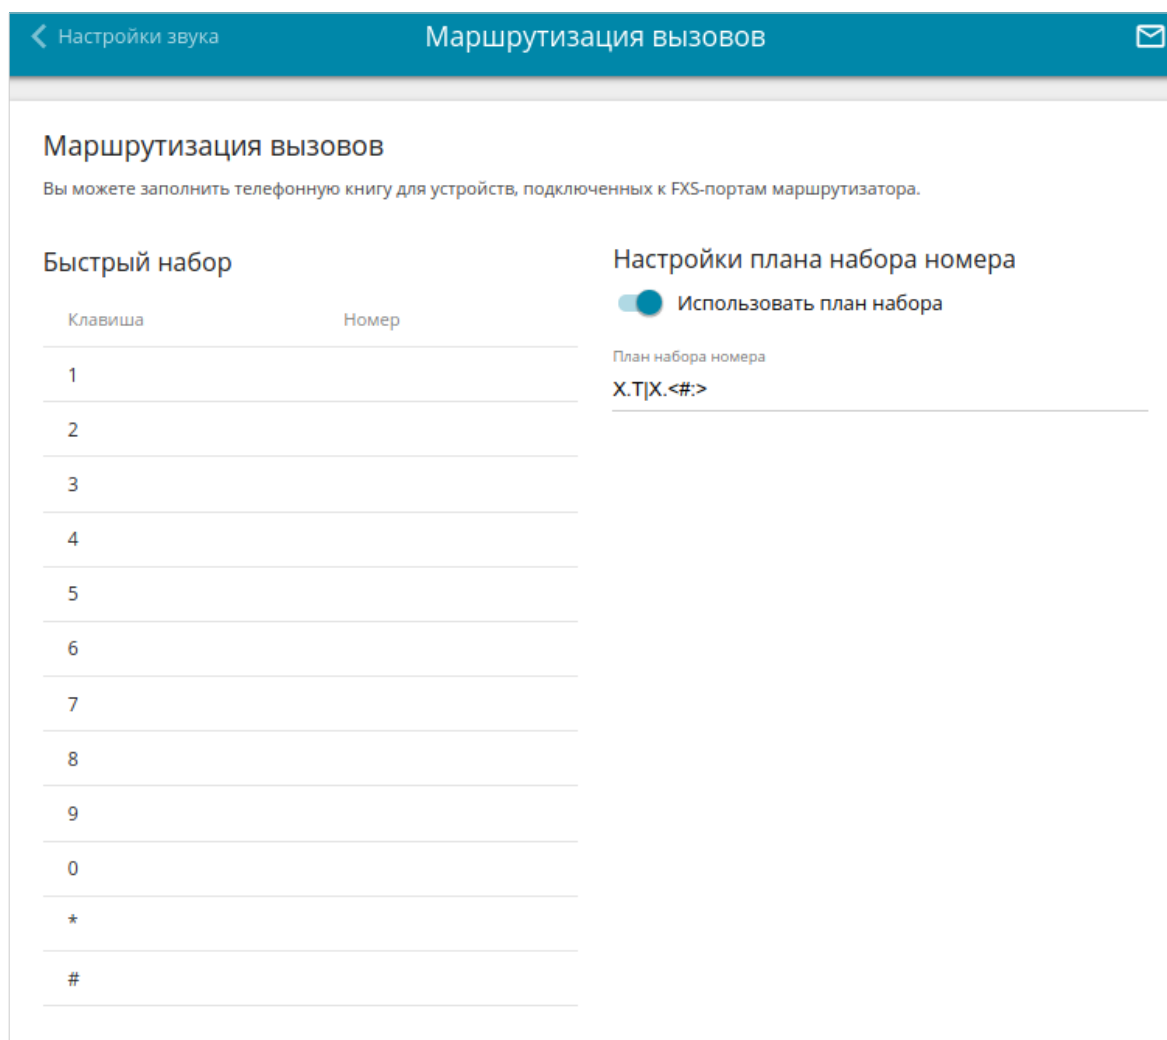 Настройки звука
Маршрутизация вызовов
Маршрутизация вызовов
Вы можете заполнить телефонную книгу для устройств, подключенных к FXS-портам маршрутизатора.
Быстрый набор
Клавиша Номер
1
2
3
4
5
6
7
8
9
0
*
#
Настройки плана набора номера
Использовать план набора
План набора номера
X.T|X.<#:>